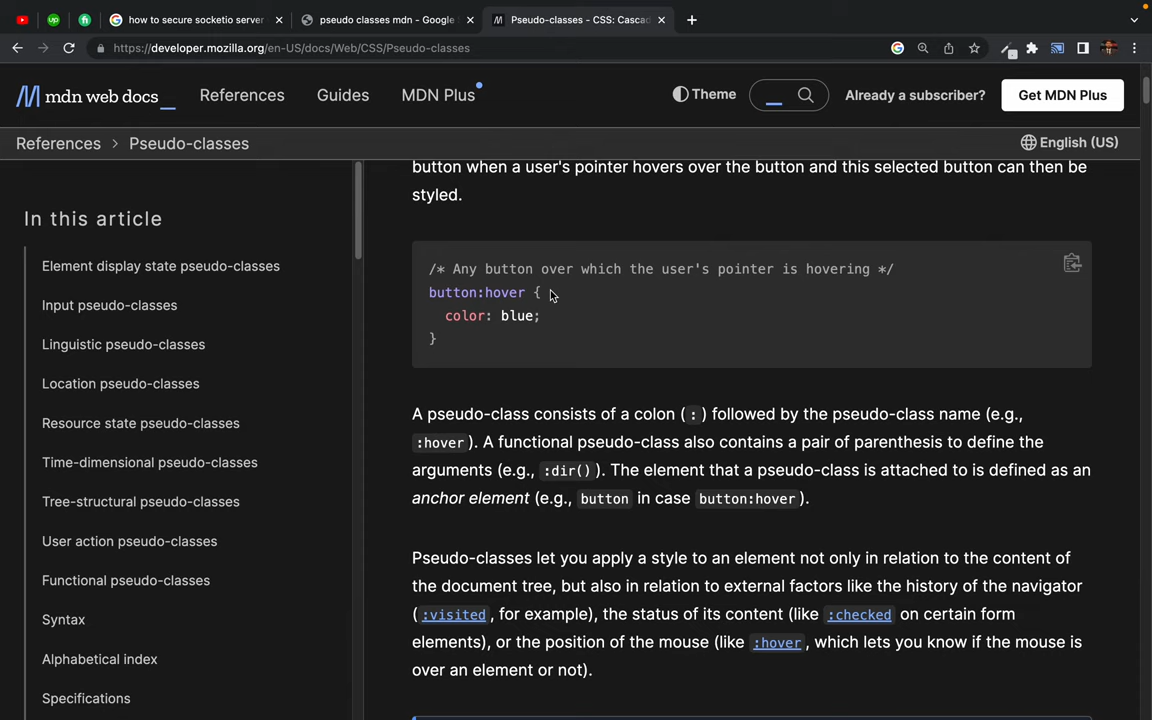 how to secure socketio server
pseudo classes mdn - Google
Pseudo-classes - CSS: Cascad
https://developer.mozilla.org/en-US/docs/Web/CSS/Pseudo-classes
mdn web docs_
References
Guides
MDN Plus
Theme
Already a subscriber?
Get MDN Plus
References > Pseudo-classes
English (US)
In this article
Element display state pseudo-classes
Input pseudo-classes
Linguistic pseudo-classes
Location pseudo-classes
Resource state pseudo-classes
Time-dimensional pseudo-classes
Tree-structural pseudo-classes
User action pseudo-classes
Functional pseudo-classes
Syntax
Alphabetical index
Specifications
button when a user's pointer hovers over the button and this selected button can then be
styled.
/* Any button over which the user's pointer is hovering */
button:hover {
color: blue;
}
A pseudo-class consists of a colon (:) followed by the pseudo-class name (e.g.,
:hover). A functional pseudo-class also contains a pair of parenthesis to define the
arguments (e.g., :dir()). The element that a pseudo-class is attached to is defined as an
anchor element (e.g., button in case button:hover).
Pseudo-classes let you apply a style to an element not only in relation to the content of
the document tree, but also in relation to external factors like the history of the navigator
(:visited, for example), the status of its content (like :checked on certain form
elements), or the position of the mouse (like :hover, which lets you know if the mouse is
over an element or not).